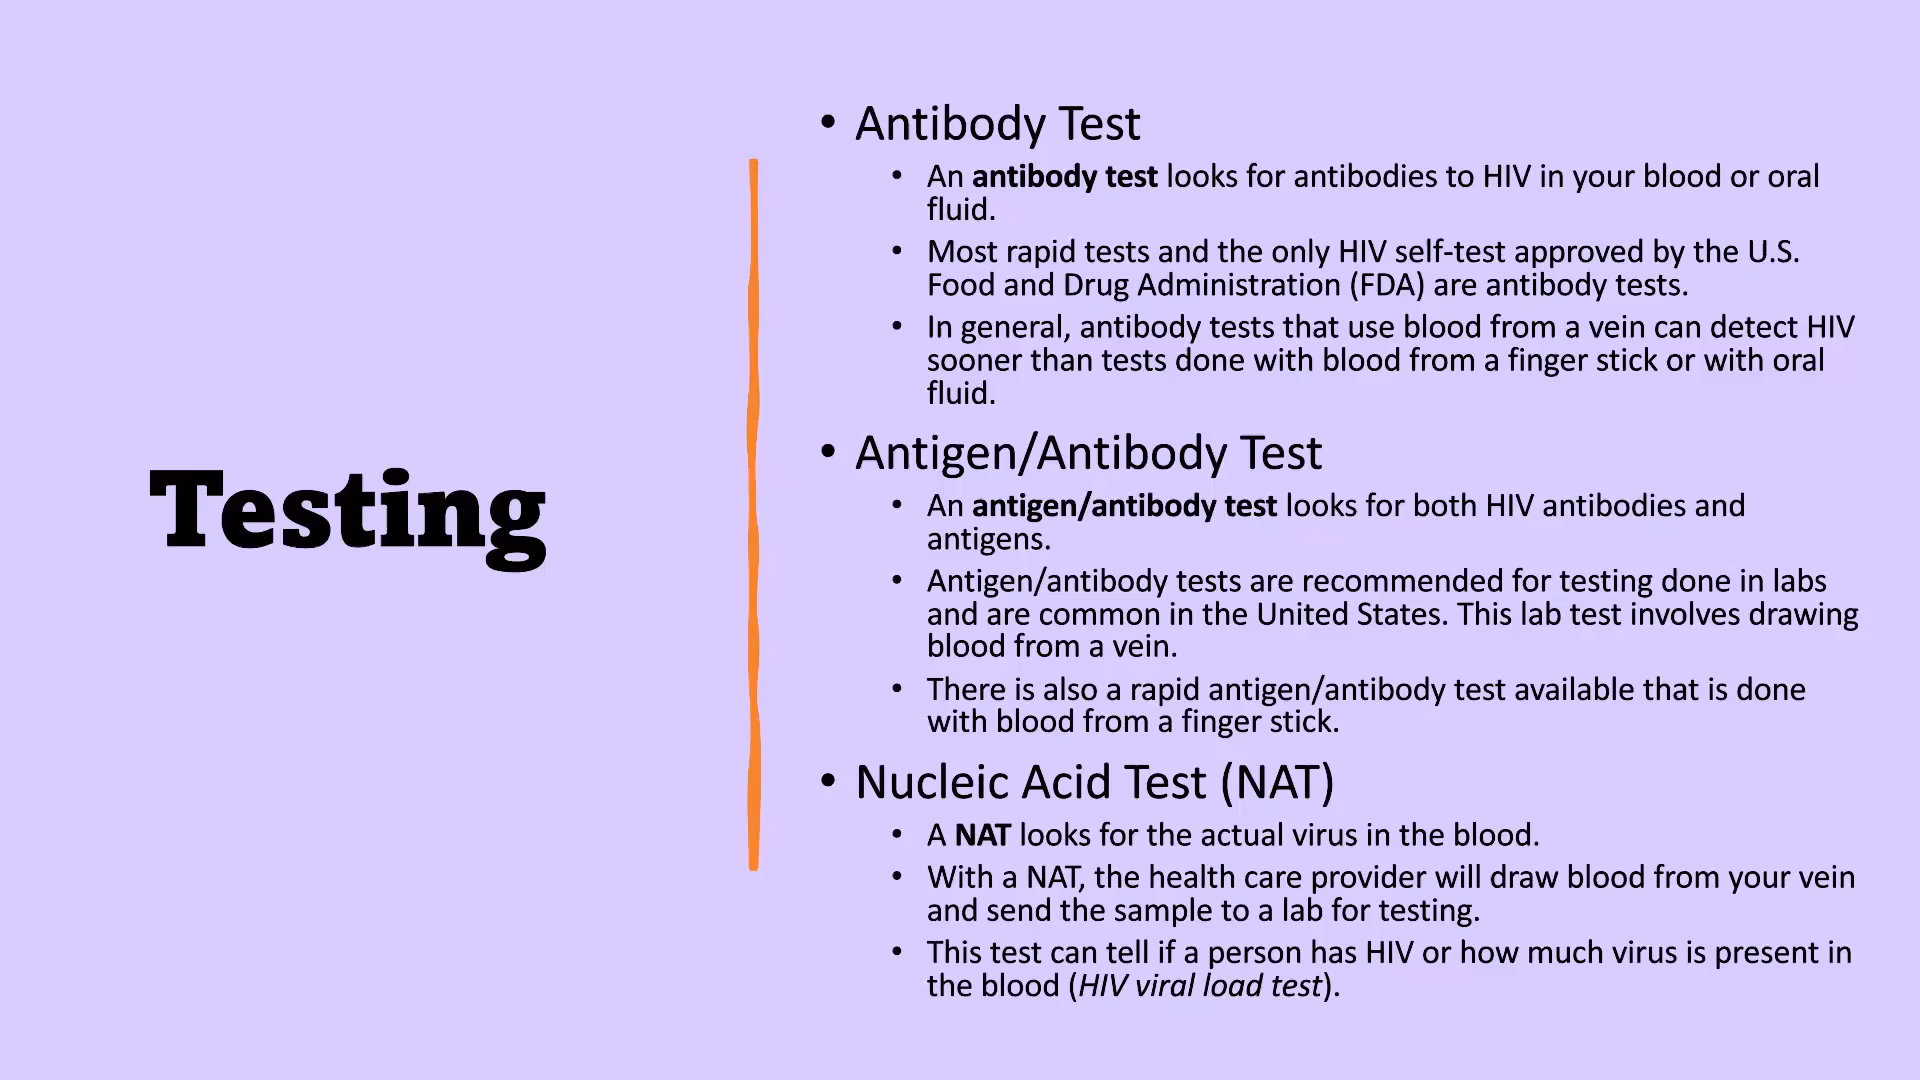 Testing
• Antibody Test
• An antibody test looks for antibodies to HIV in your blood or oral
fluid.
• Most rapid tests and the only HIV self-test approved by the U.S.
Food and Drug Administration (FDA) are antibody tests.
• In general, antibody tests that use blood from a vein can detect HIV
sooner than tests done with blood from a finger stick or with oral
fluid.
• Antigen/Antibody Test
• An antigen/antibody test looks for both HIV antibodies and
antigens.
• Antigen/antibody tests are recommended for testing done in labs
and are common in the United States. This lab test involves drawing
blood from a vein.
• There is also a rapid antigen/antibody test available that is done
with blood from a finger stick.
• Nucleic Acid Test (NAT)
• A NAT looks for the actual virus in the blood.
• With a NAT, the health care provider will draw blood from your vein
and send the sample to a lab for testing.
• This test can tell if a person has HIV or how much virus is present in
the blood (HIV viral load test).